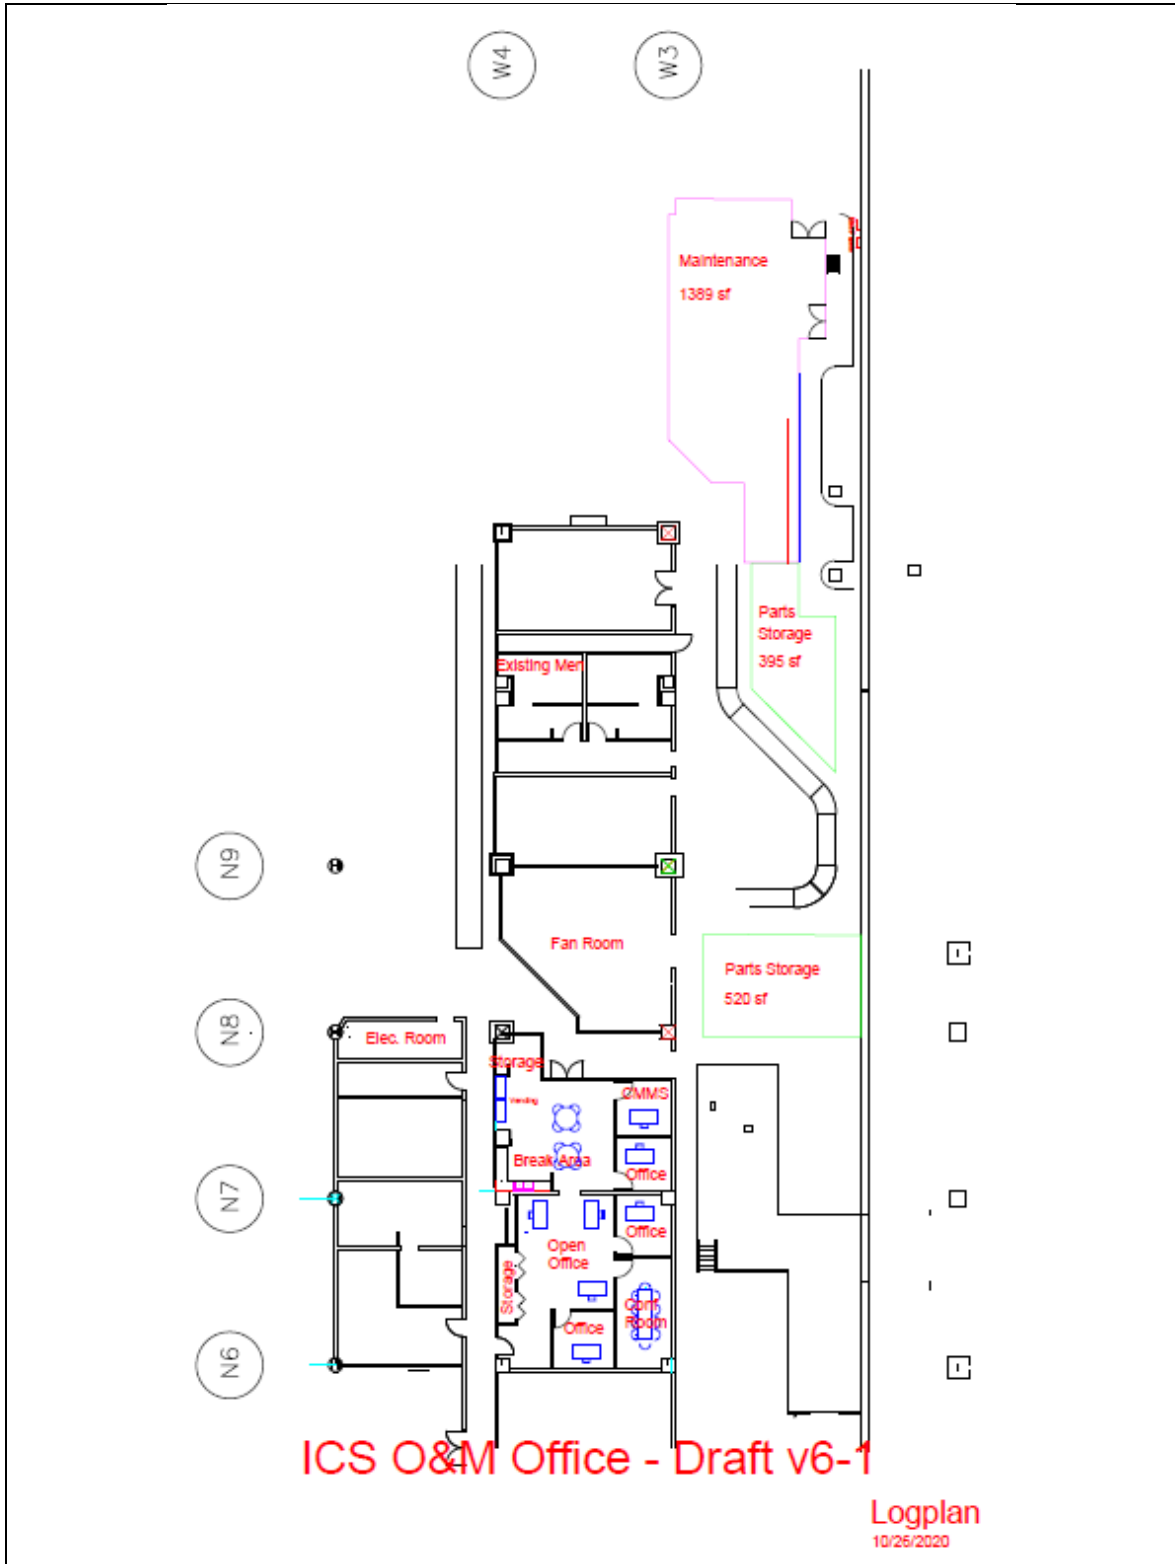 W4
W3
Maintenance
1389 sf
Parts
Storage
395 sf
Existing Men
N9
Fan Room
Parts Storage
520 sf
N8
Elec. Room
Storage
CMMS
Vending
Break Area
Office
N7
Office
Open
Office
Storage
Conf.
Room
Office
N6
ICS O&M Office - Draft v6-1
Logplan
10/26/2020